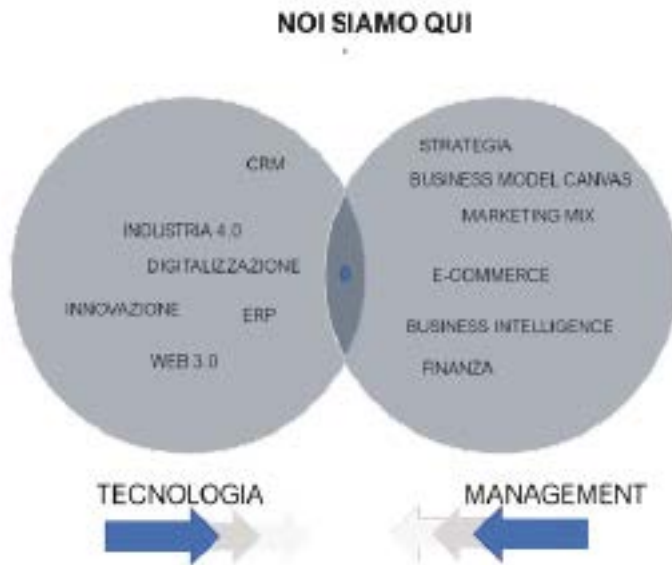 NOI SIAMO QUI
CRM
INDUSTRIA 4.0
DIGITALIZZAZIONE
INNOVAZIONE
ERP
WEB 3.0
STRATEGIA
BUSINESS MODEL CANVAS
MARKETING MIX
E-COMMERCE
BUSINESS INTELLIGENCE
FINANZA
TECNOLOGIA
MANAGEMENT